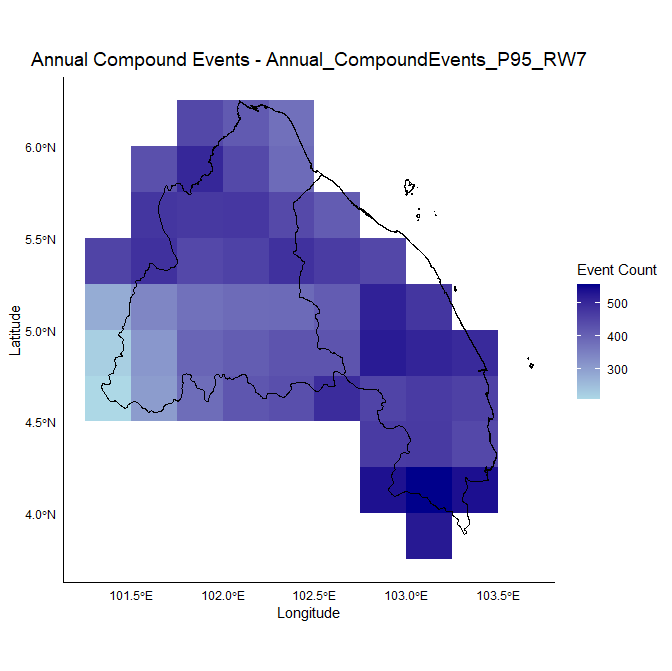 Annual Compound Events - Annual_CompoundEvents_P95_RW7
6.0°N
5.5°N
5.0°N
4.5°N
4.0°N
Latitude
101.5°E 102.0°E 102.5°E 103.0°E 103.5°E
Longitude
Event Count
500
400
300